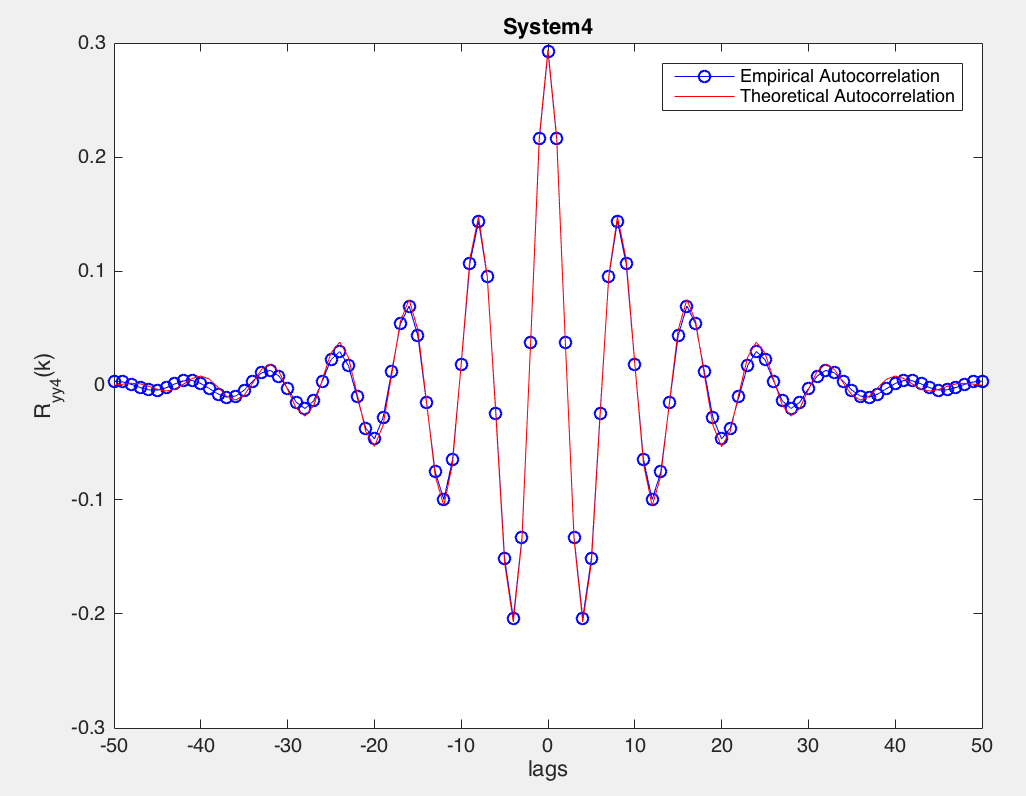 System4
Empirical Autocorrelation
Theoretical Autocorrelation
0.3
0.2
0.1
0
-0.1
-0.2
-0.3
R_yy4(k)
-50 -40 -30 -20 -10 0 10 20 30 40 50
lags